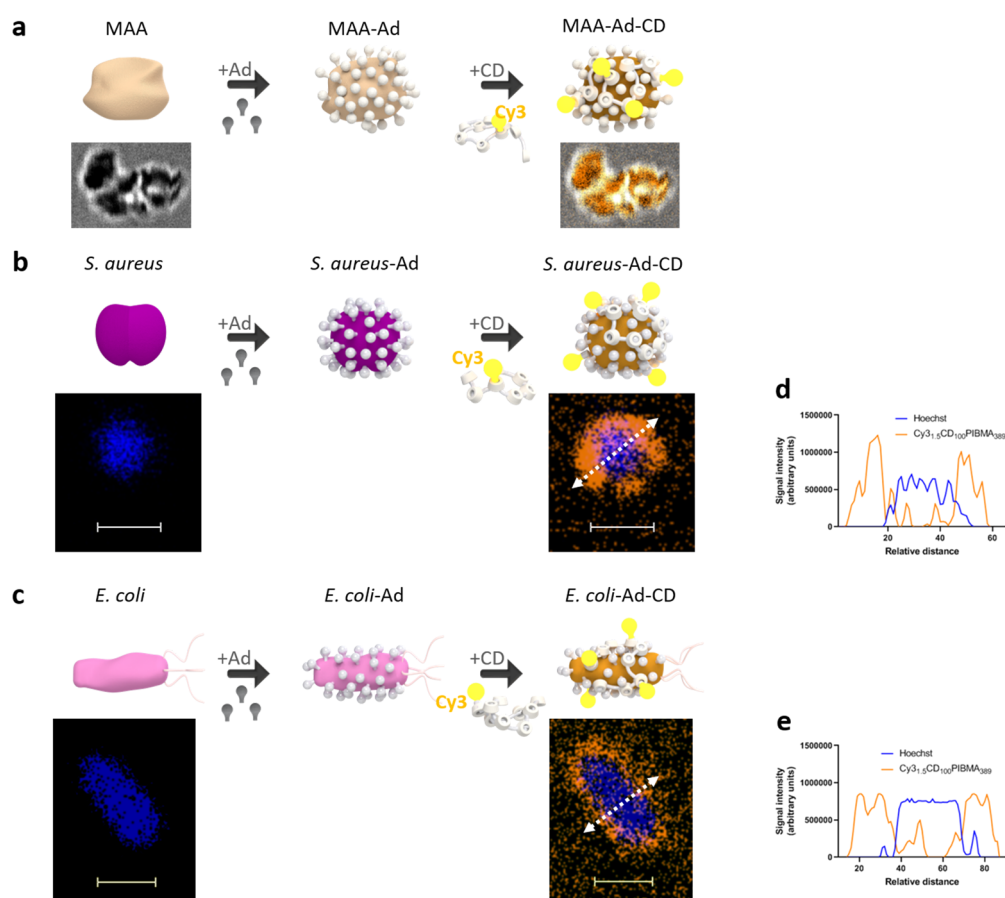 a
MAA
MAA-Ad
MAA-Ad-CD
+Ad
+CD
Cy3
b
S. aureus
S. aureus-Ad
S. aureus-Ad-CD
+Ad
+CD
Cy3
d
1500000
1000000
500000
0
Signal intensity
(arbitrary units)
Hoechst
Cy3₁.₅CD₁₀₀PIBMA₃₈₉
20 40 60
Relative distance
c
E. coli
E. coli-Ad
E. coli-Ad-CD
+Ad
+CD
Cy3
e
1500000
1000000
500000
0
Signal intensity
(arbitrary units)
Hoechst
Cy3₁.₅CD₁₀₀PIBMA₃₈₉
20 40 60 80
Relative distance